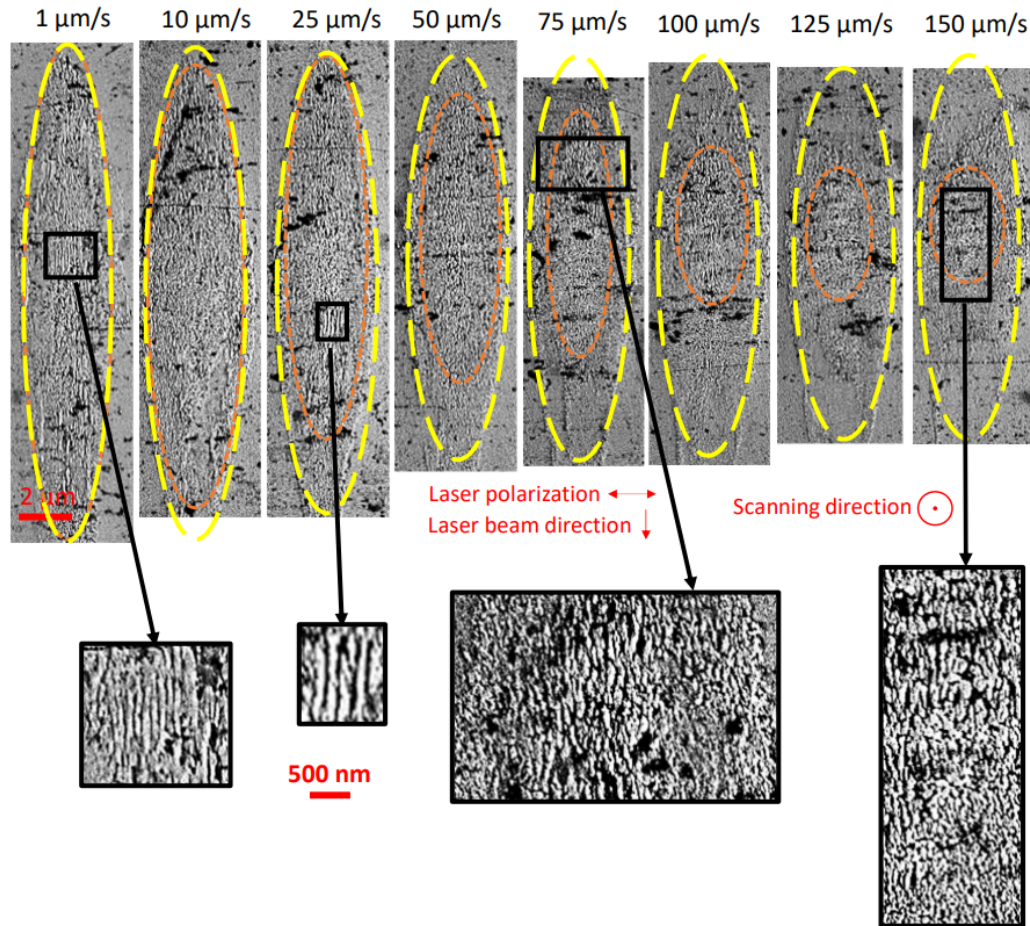 1 μm/s 10 μm/s 25 μm/s 50 μm/s 75 μm/s 100 μm/s 125 μm/s 150 μm/s
2 μm
Laser polarization
Laser beam direction
Scanning direction
500 nm